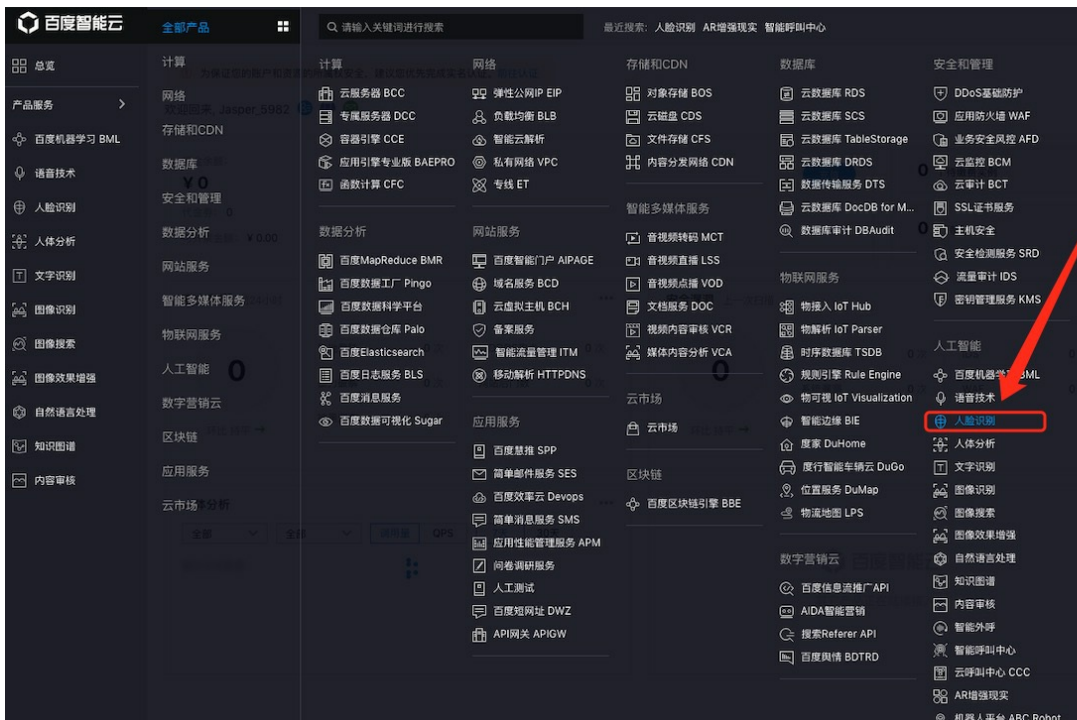 百度智能云
全部产品
请输入关键词进行搜索
最近搜索: 人脸识别 AR增强现实 智能呼叫中心
总览
产品服务
百度机器学习 BML
语音技术
人脸识别
人体分析
文字识别
图像识别
图像搜索
图像效果增强
自然语言处理
知识图谱
内容审核
计算
网络
存储和CDN
数据库
安全和管理
数据分析
网站服务
智能多媒体服务
物联网服务
人工智能
数字营销云
区块链
应用服务
云市场
欢迎回来, Jasper_5982
¥ 0
¥ 0.00
0
全部
全部
调用量
QPS
计算
云服务器 BCC
专属服务器 DCC
容器引擎 CCE
应用引擎专业版 BAEPRO
函数计算 CFC
数据分析
百度MapReduce BMR
百度数据工厂 Pingo
百度数据科学平台
百度数据仓库 Palo
百度Elasticsearch
百度日志服务 BLS
百度消息服务
百度数据可视化 Sugar
网络
弹性公网IP EIP
负载均衡 BLB
智能云解析
私有网络 VPC
专线 ET
网站服务
百度智能门户 AIPAGE
域名服务 BCD
云虚拟主机 BCH
备案服务
智能流量管理 ITM
移动解析 HTTPDNS
应用服务
百度慧推 SPP
简单邮件服务 SES
百度效率云 Devops
简单消息服务 SMS
应用性能管理服务 APM
问卷调研服务
人工测试
百度短网址 DWZ
API网关 APIGW
存储和CDN
对象存储 BOS
云磁盘 CDS
文件存储 CFS
内容分发网络 CDN
智能多媒体服务
音视频转码 MCT
音视频直播 LSS
音视频点播 VOD
文档服务 DOC
视频内容审核 VCR
媒体内容分析 VCA
0
云市场
云市场
区块链
百度区块链引擎 BBE
数据库
云数据库 RDS
云数据库 SCS
云数据库 TableStorage
云数据库 DRDS
数据传输服务 DTS
云数据库 DocDB for M...
数据库审计 DBAudit
物联网服务
物接入 IoT Hub
物解析 IoT Parser
时序数据库 TSDB
规则引擎 Rule Engine
物可视 IoT Visualization
智能边缘 BIE
度家 DuHome
度行智能车辆云 DuGo
位置服务 DuMap
物流地图 LPS
数字营销云
百度信息流推广API
AIDA智能营销
搜索Referer API
百度舆情 BDTRD
安全和管理
DDoS基础防护
应用防火墙 WAF
业务安全风控 AFD
云监控 BCM
云审计 BCT
SSL证书服务
主机安全
安全检测服务 SRD
流量审计 IDS
密钥管理服务 KMS
人工智能
百度机器学习 BML
语音技术
人脸识别
人体分析
文字识别
图像识别
图像搜索
图像效果增强
自然语言处理
知识图谱
内容审核
智能外呼
智能呼叫中心
云呼叫中心 CCC
AR增强现实
机器人平台 ABC Robot